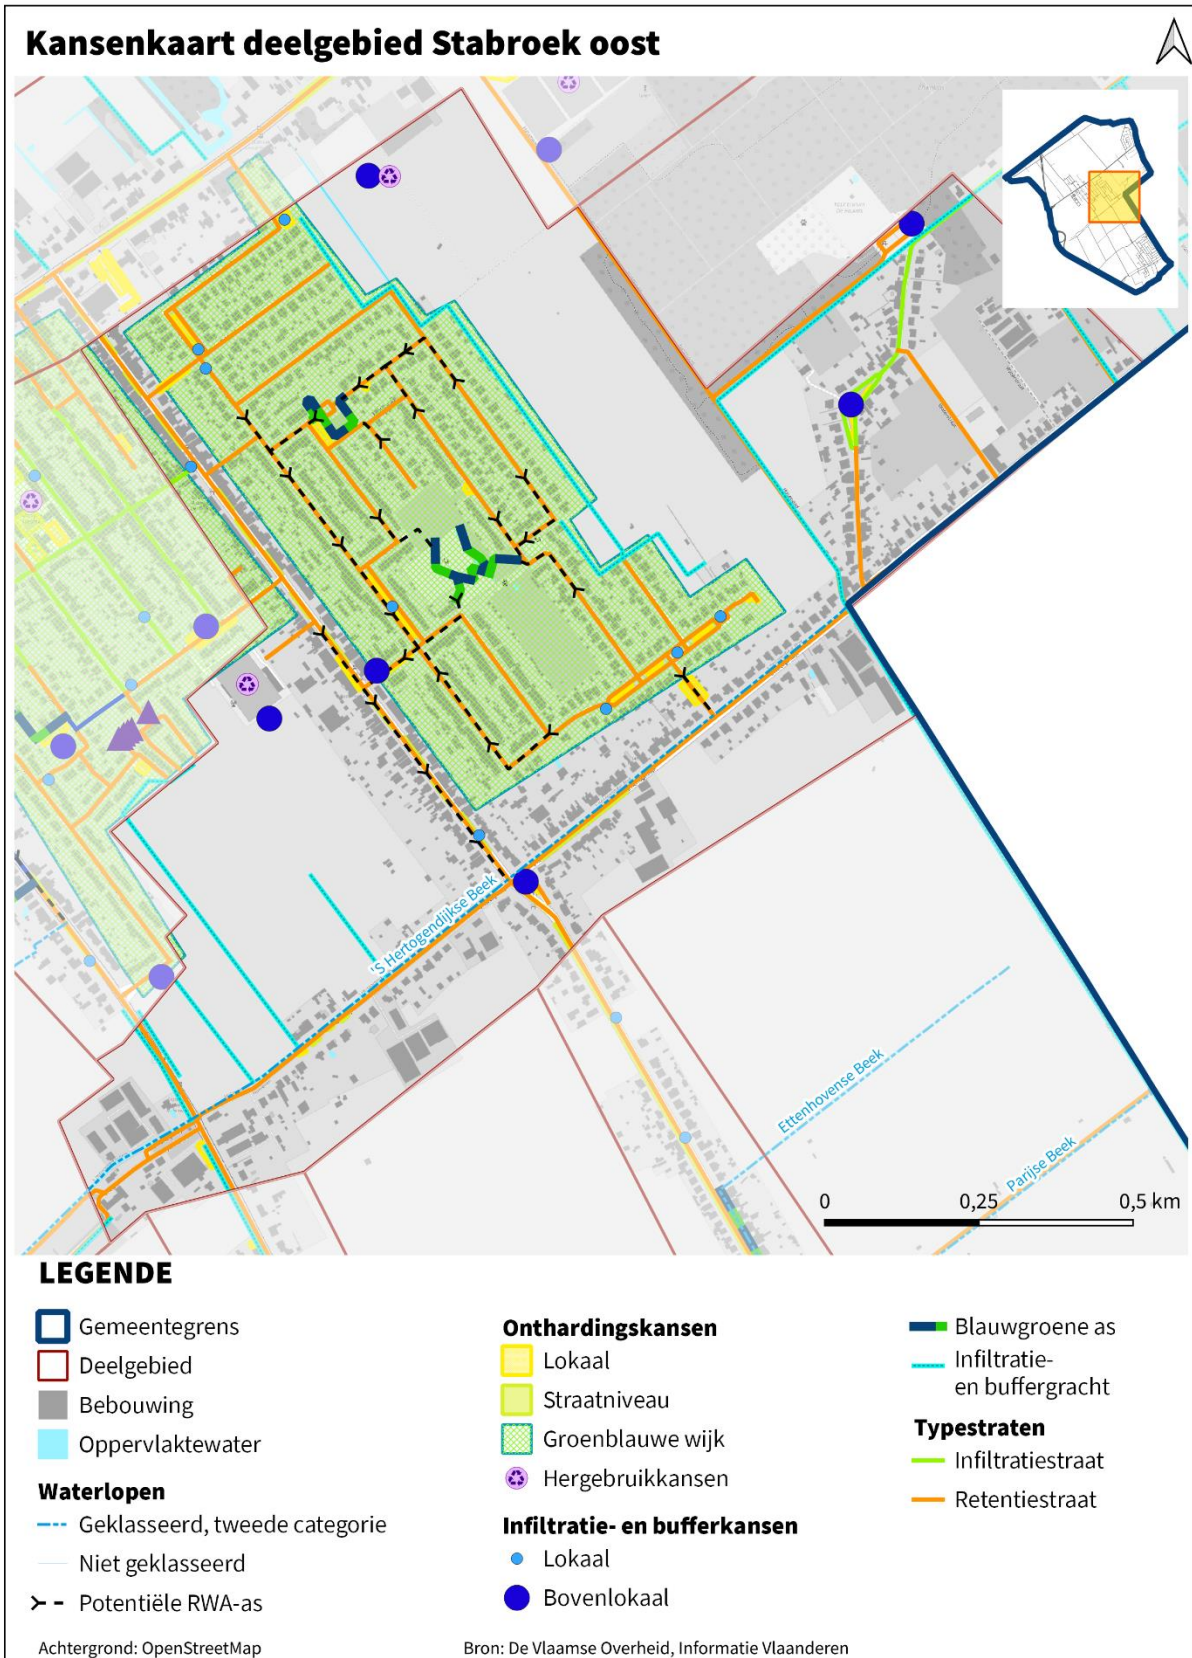 Kansenkaart deelgebied Stabroek oost
'S Hertogendijkse Beek
Ettenhovense Beek
Parijse Beek
0 0,25 0,5 km
LEGENDE
Gemeentegrens
Deelgebied
Bebouwing
Oppervlaktewater
Waterlopen
Geklasseerd, tweede categorie
Niet geklasseerd
Potentiële RWA-as
Onthardingskansen
Lokaal
Straatniveau
Groenblauwe wijk
Hergebruikkansen
Infiltratie- en bufferkansen
Lokaal
Bovenlokaal
Blauwgroene as
Infiltratie-
en buffergracht
Typestraten
Infiltratiestraat
Retentiestraat
Achtergrond: OpenStreetMap
Bron: De Vlaamse Overheid, Informatie Vlaanderen